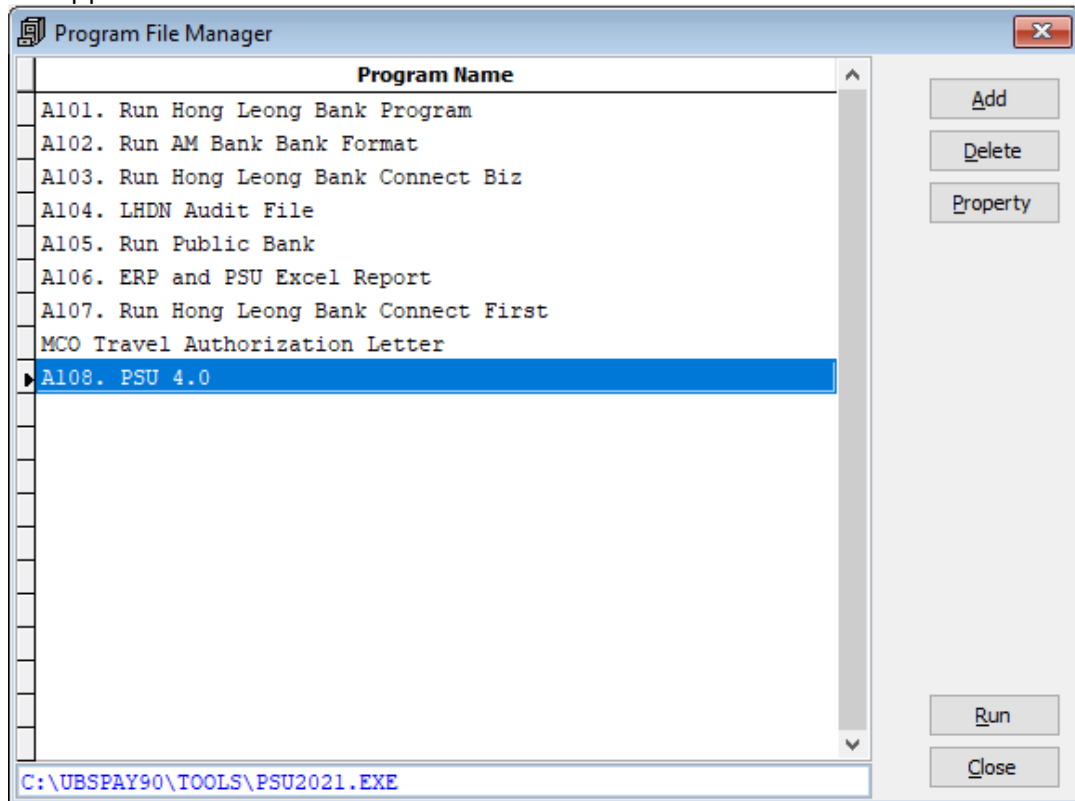 Program File Manager
Program Name
A101. Run Hong Leong Bank Program
A102. Run AM Bank Bank Format
A103. Run Hong Leong Bank Connect Biz
A104. LHDN Audit File
A105. Run Public Bank
A106. ERP and PSU Excel Report
A107. Run Hong Leong Bank Connect First
MCO Travel Authorization Letter
A108. PSU 4.0
C:\UBSPAY90\TOOLS\PSU2021.EXE
Add
Delete
Property
Run
Close